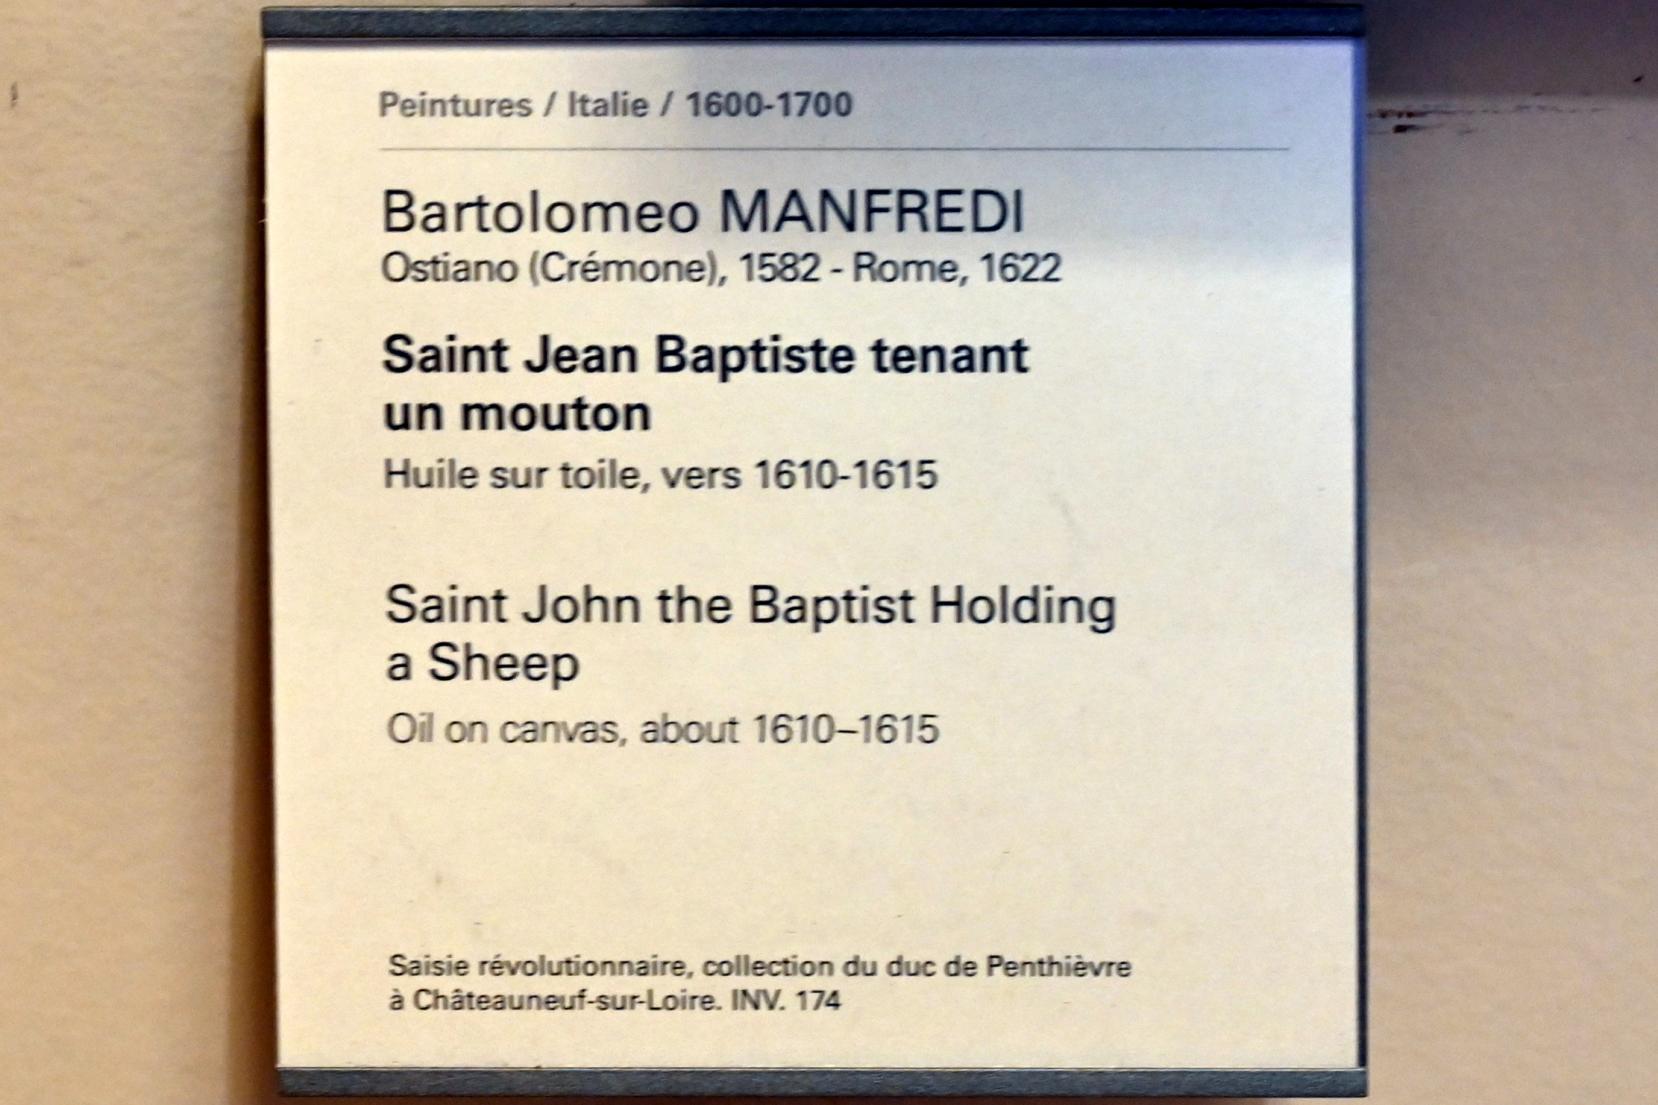 Peintures / Italie / 1600-1700
Bartolomeo MANFREDI
Ostiano (Crémone), 1582 - Rome, 1622
Saint Jean Baptiste tenant
un mouton
Huile sur toile, vers 1610-1615
Saint John the Baptist Holding
a Sheep
Oil on canvas, about 1610–1615
Saisie révolutionnaire, collection du duc de Penthièvre
à Châteauneuf-sur-Loire. INV. 174